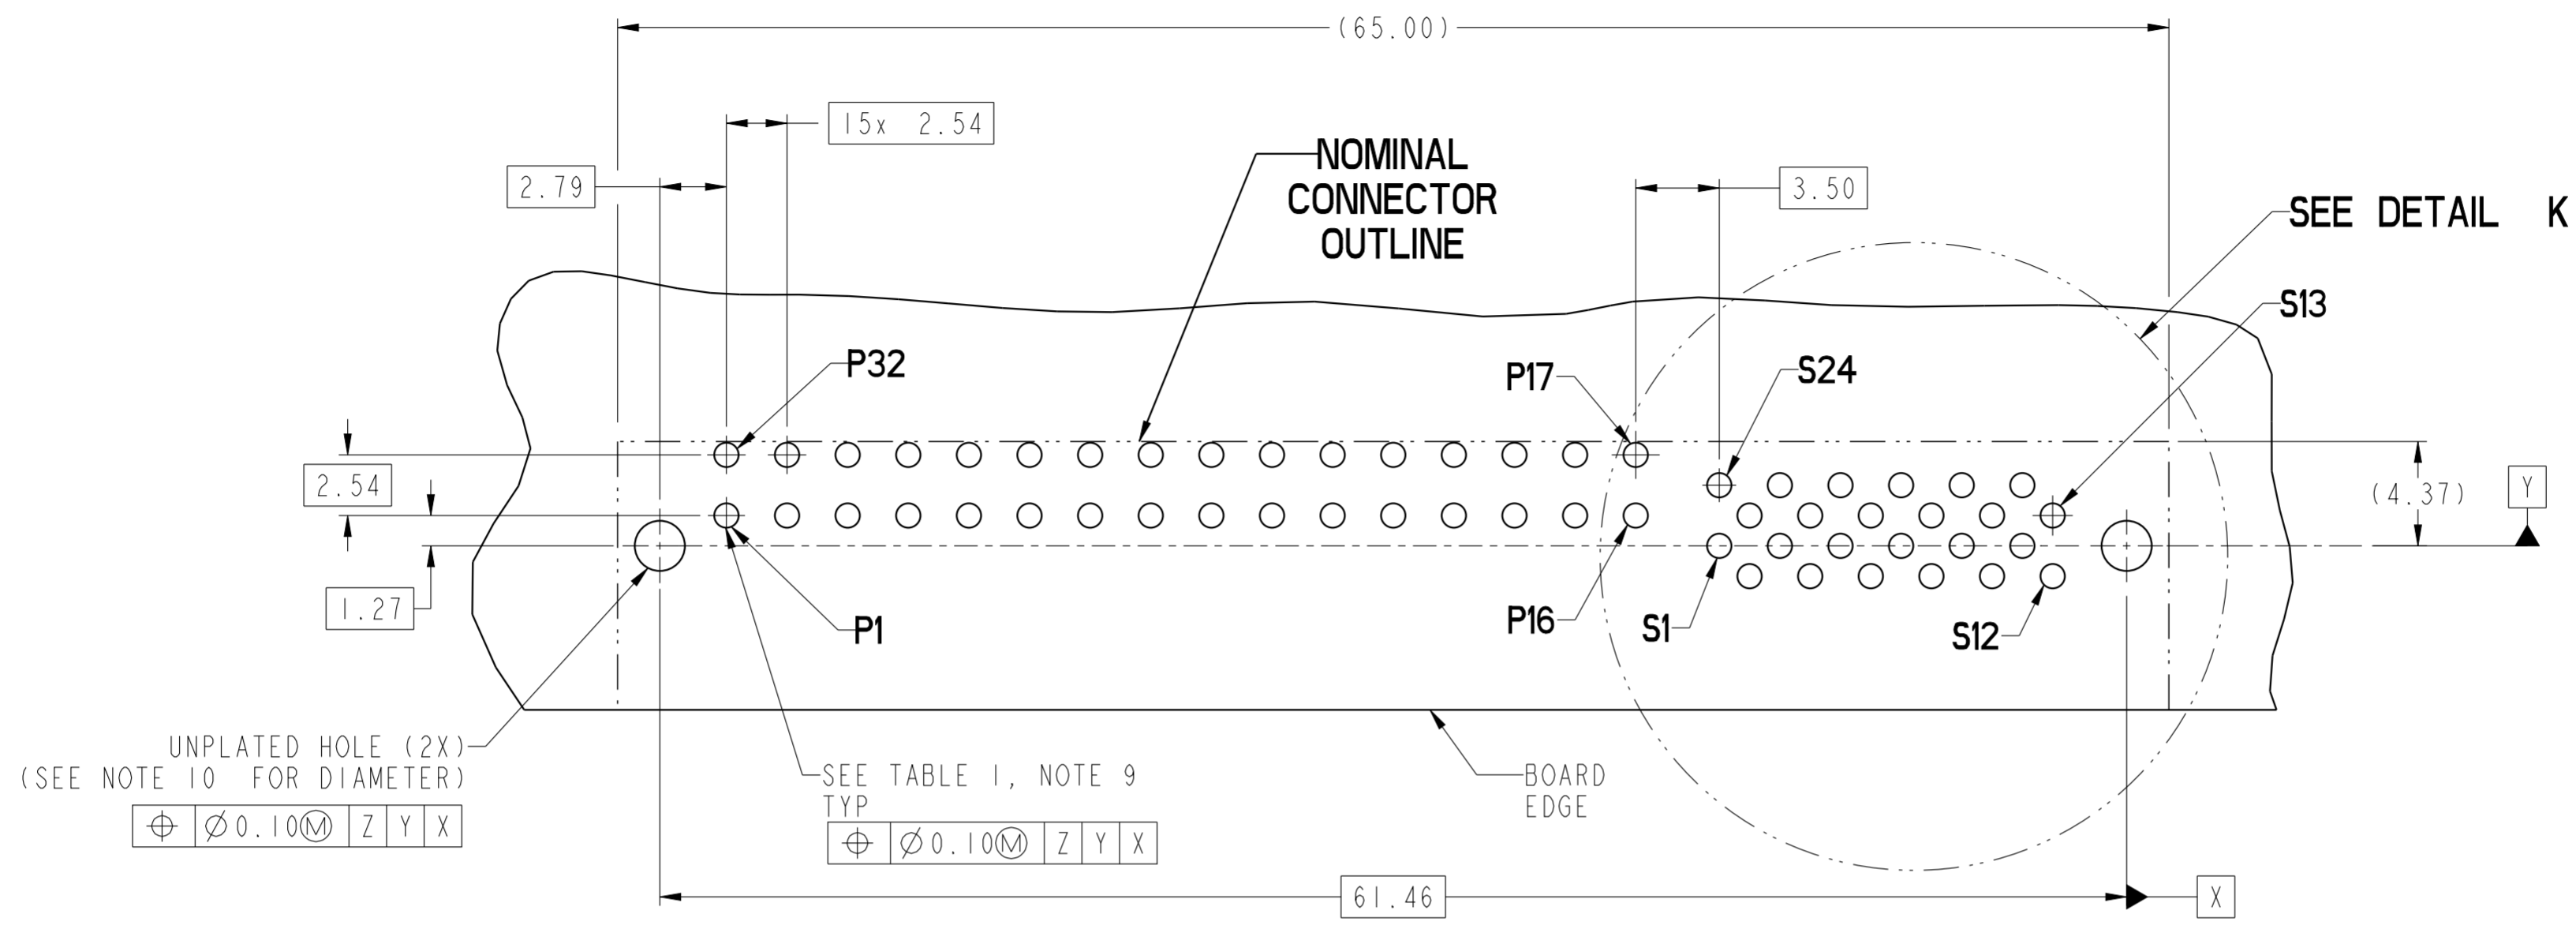 (65.00)
15x 2.54
2.79
NOMINAL
CONNECTOR
OUTLINE
3.50
SEE DETAIL K
S13
P32
P17
S24
2.54
(4.37)
Y
1.27
P1
P16
S1
S12
UNPLATED HOLE (2X)
(SEE NOTE 10 FOR DIAMETER)
⌖ Ø0.10Ⓜ Z Y X
SEE TABLE 1, NOTE 9
TYP
⌖ Ø0.10Ⓜ Z Y X
BOARD
EDGE
61.46
X